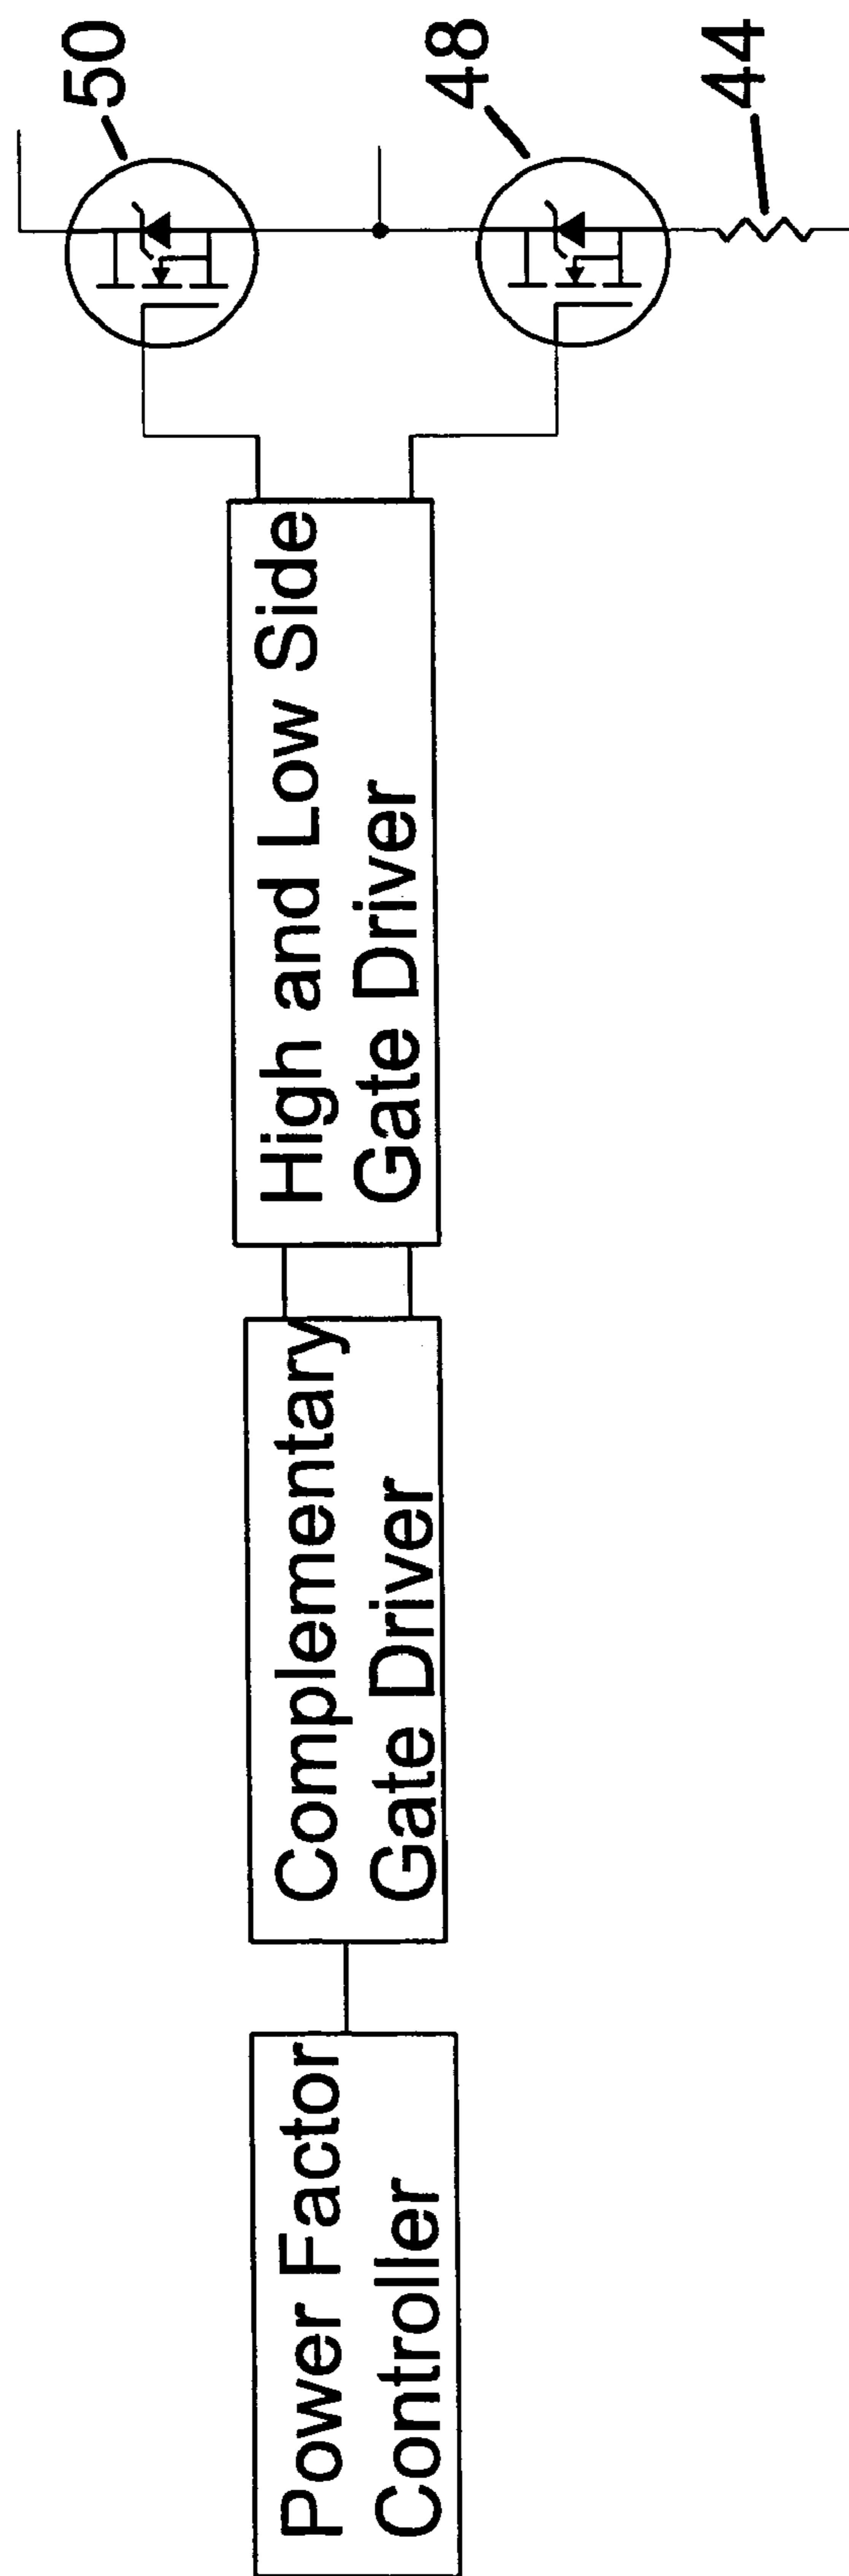 Power Factor
Controller
Complementary
Gate Driver
High and Low Side
Gate Driver
50
48
44